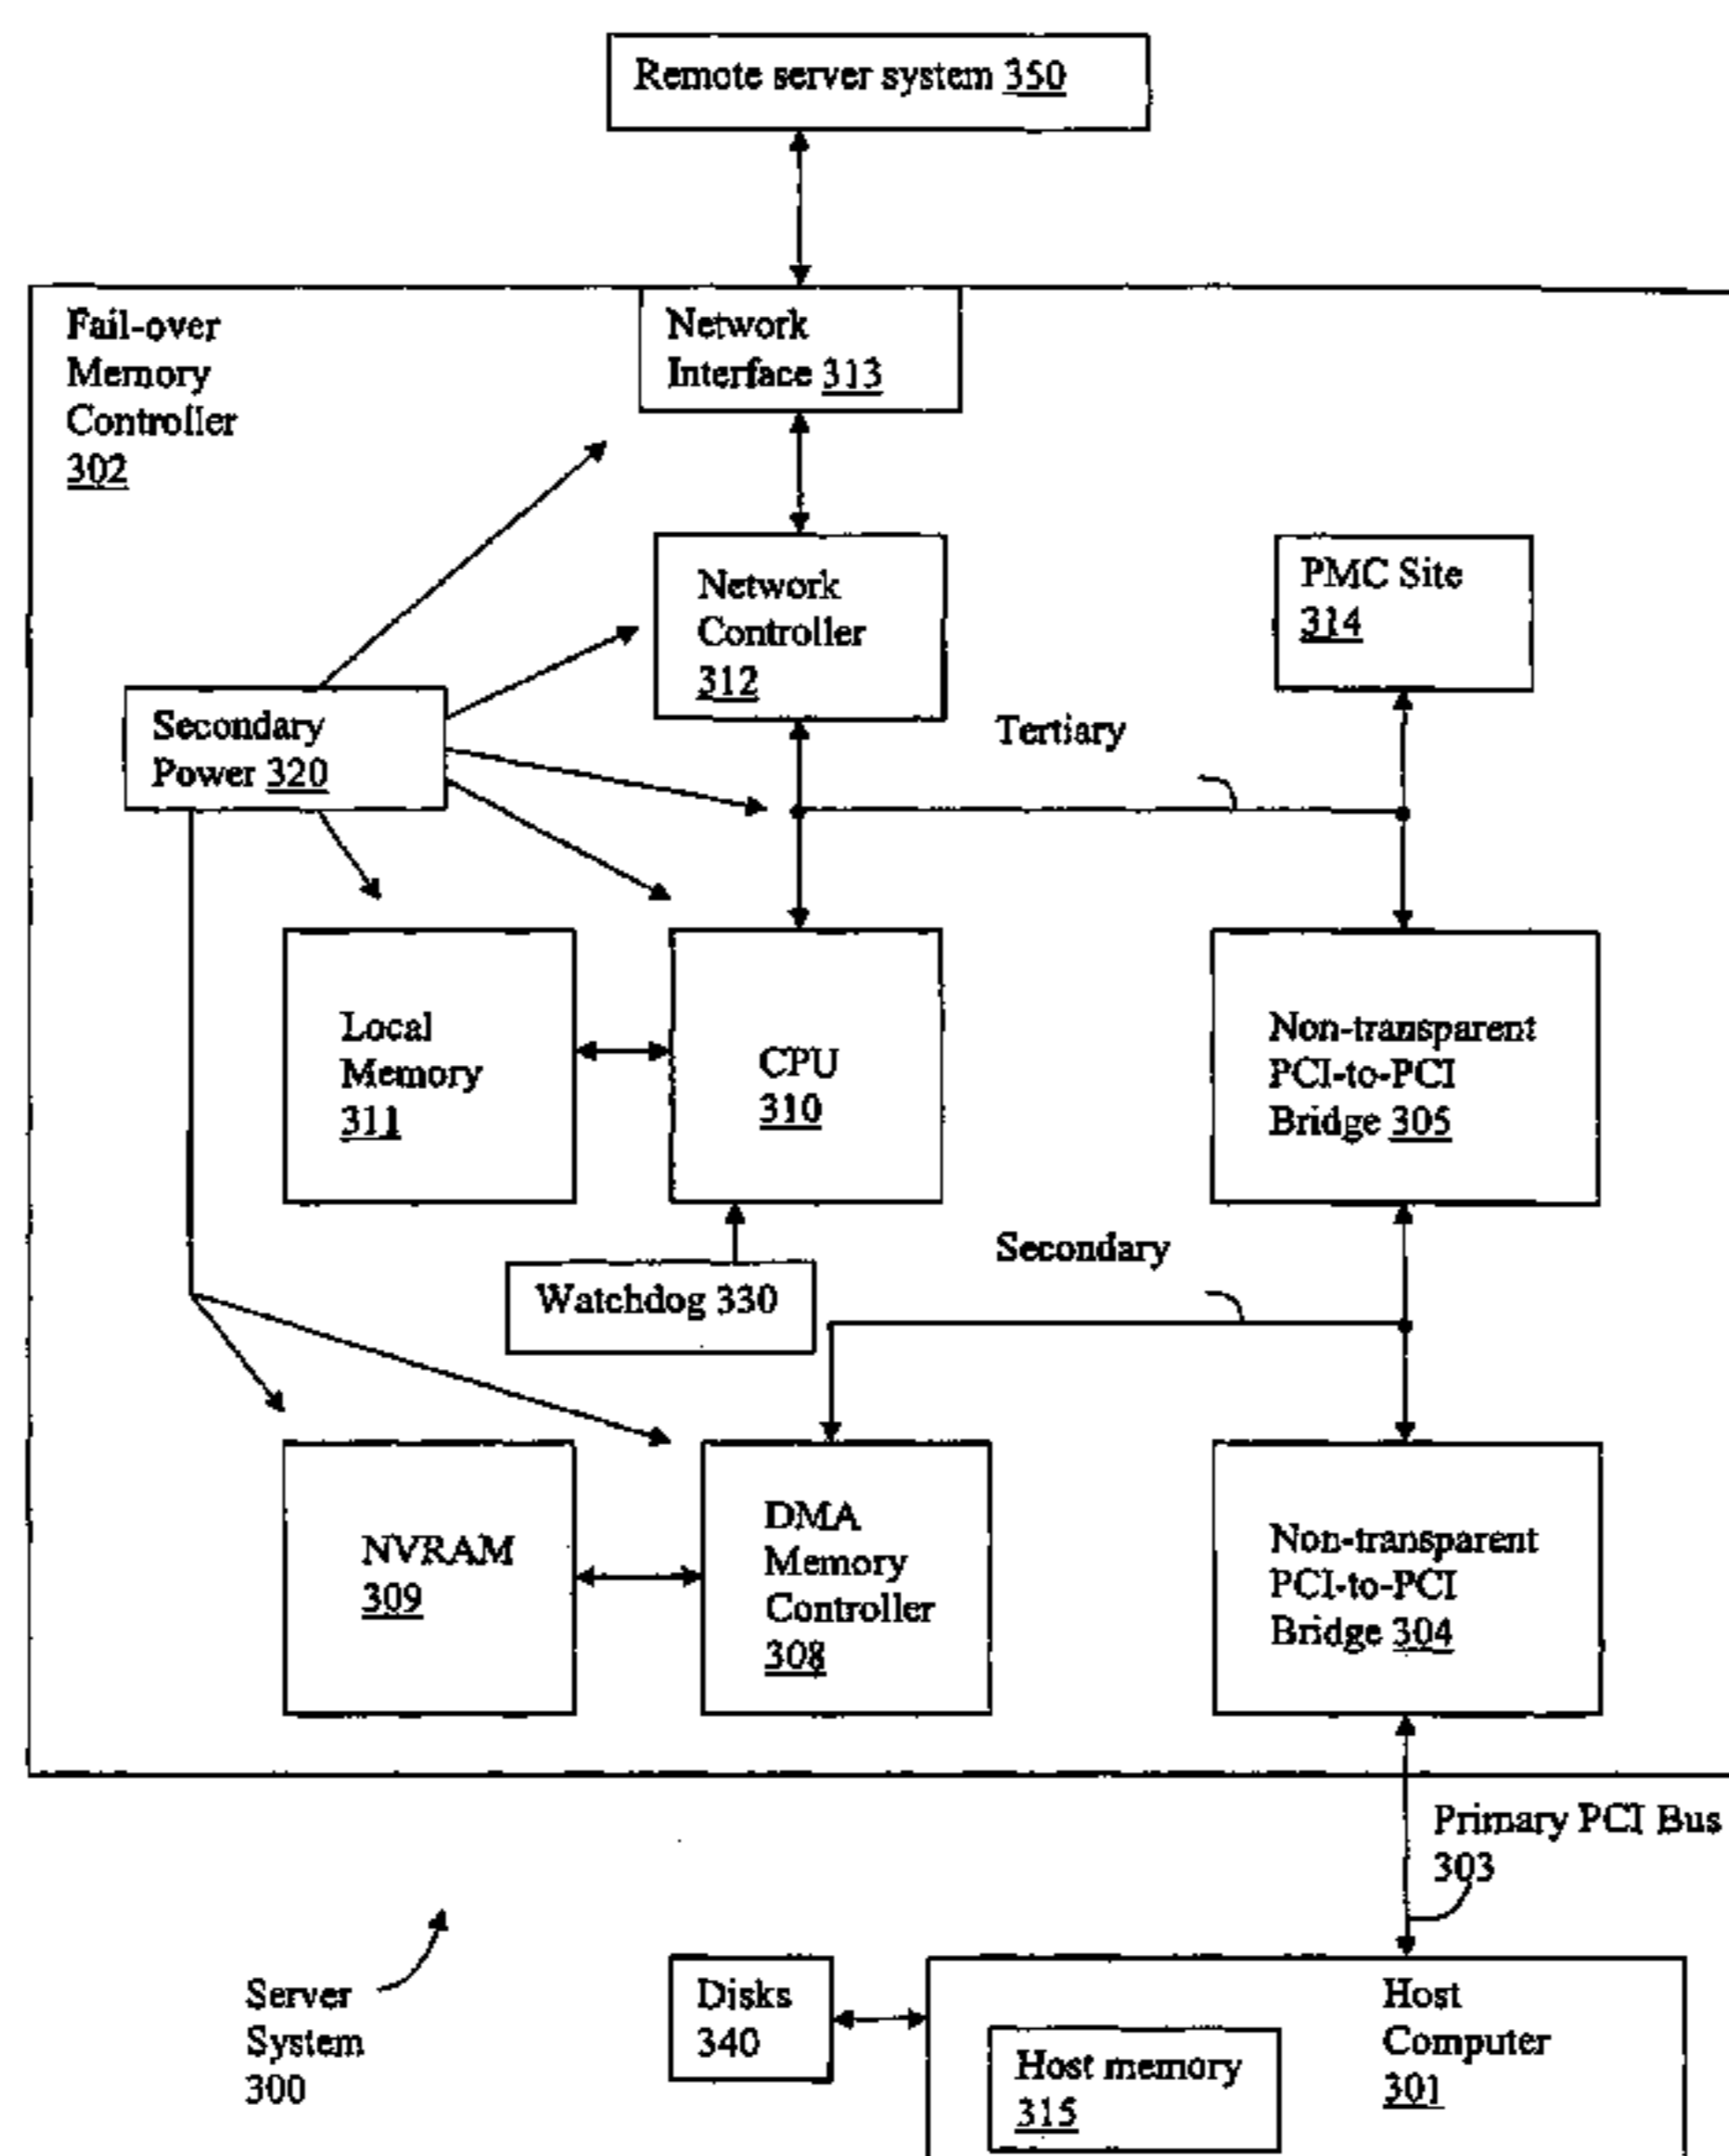 Remote server system 350
Fail-over
Memory
Controller
302
Network
Interface 313
Network
Controller
312
PMC Site
314
Secondary
Power 320
Tertiary
Local
Memory
311
CPU
310
Non-transparent
PCI-to-PCI
Bridge 305
Secondary
Watchdog 330
NVRAM
309
DMA
Memory
Controller
308
Non-transparent
PCI-to-PCI
Bridge 304
Primary PCI Bus
303
Server
System
300
Disks
340
Host
Computer
301
Host memory
315